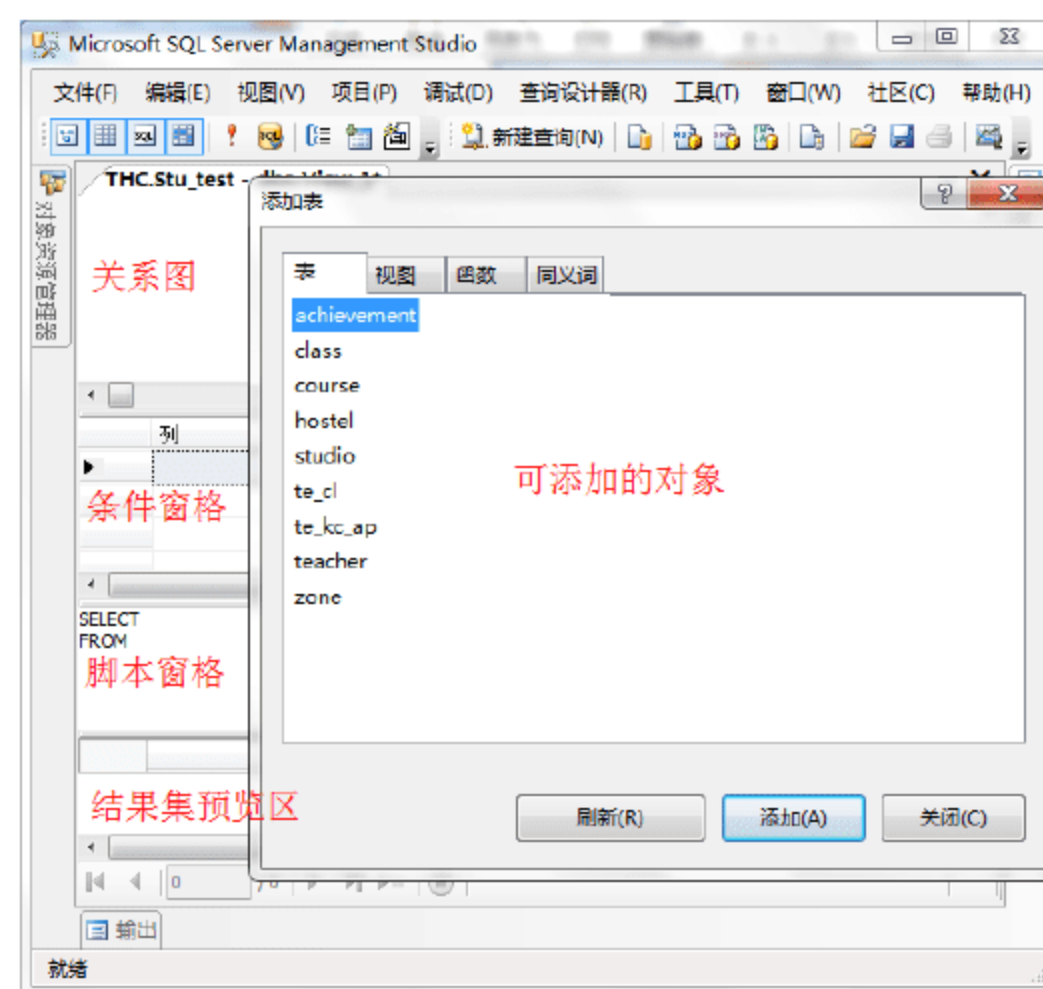 Microsoft SQL Server Management Studio
文件(F) 编辑(E) 视图(V) 项目(P) 调试(D) 查询设计器(R) 工具(T) 窗口(W) 社区(C) 帮助(H)
新建查询(N)
对象资源管理器
THC.Stu_test - dbo.View_1*
添加表
表 视图 函数 同义词
关系图
achievement
class
course
hostel
studio
te_cl
te_kc_ap
teacher
zone
可添加的对象
列
条件窗格
SELECT
FROM
脚本窗格
结果集预览区
刷新(R) 添加(A) 关闭(C)
0
输出
就绪